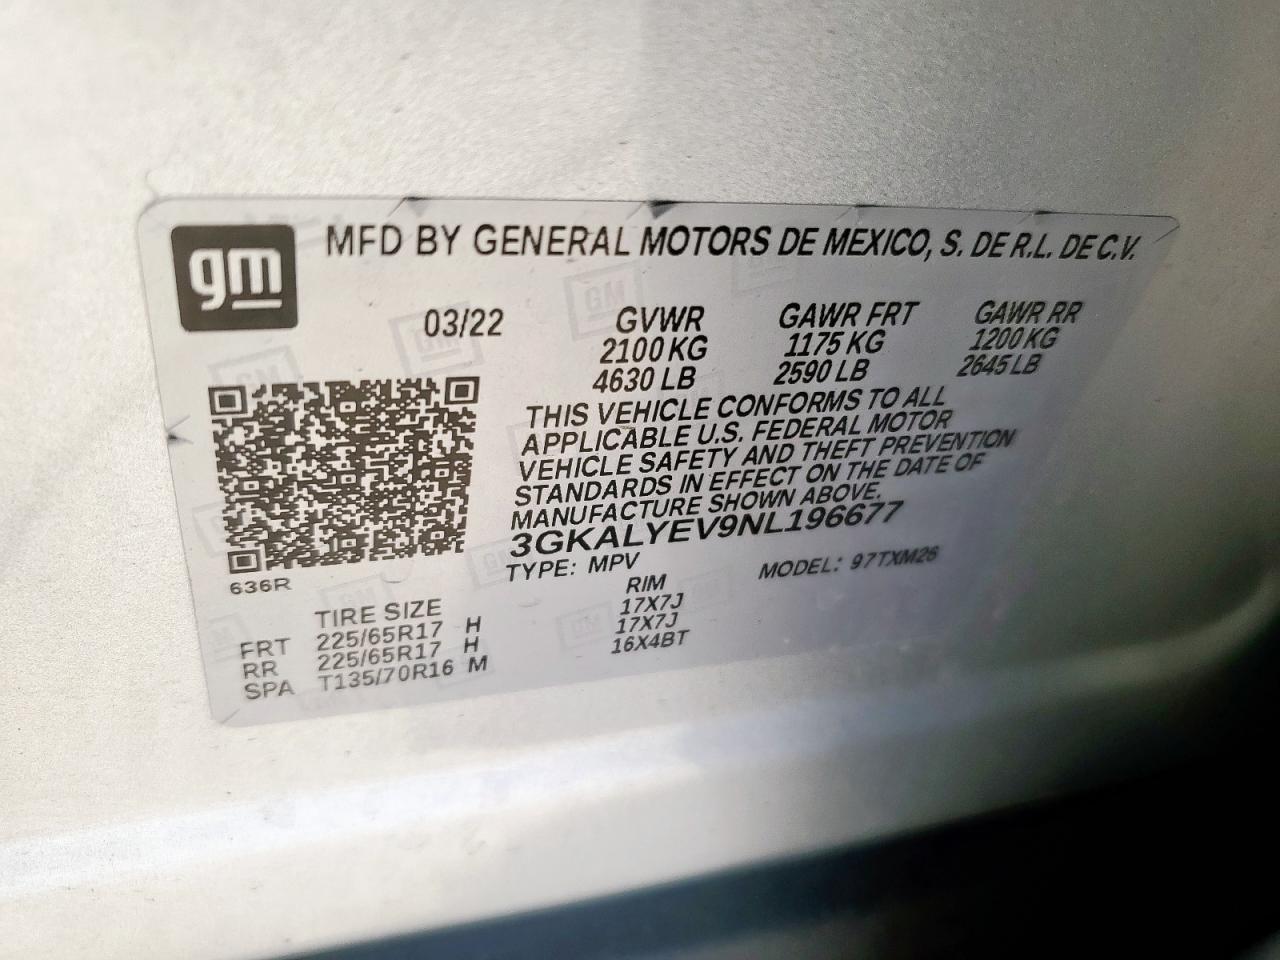 gm
MFD BY GENERAL MOTORS DE MEXICO, S. DE R.L. DE C.V.
03/22 GVWR GAWR FRT GAWR RR
2100 KG 1175 KG 1200 KG
4630 LB 2590 LB 2645 LB
THIS VEHICLE CONFORMS TO ALL
APPLICABLE U.S. FEDERAL MOTOR
VEHICLE SAFETY AND THEFT PREVENTION
STANDARDS IN EFFECT ON THE DATE OF
MANUFACTURE SHOWN ABOVE.
3GKALYEV9NL196677
TYPE: MPV MODEL: 97TXM26
636R
TIRE SIZE RIM
FRT 225/65R17 H 17X7J
RR 225/65R17 H 17X7J
SPA T135/70R16 M 16X4BT